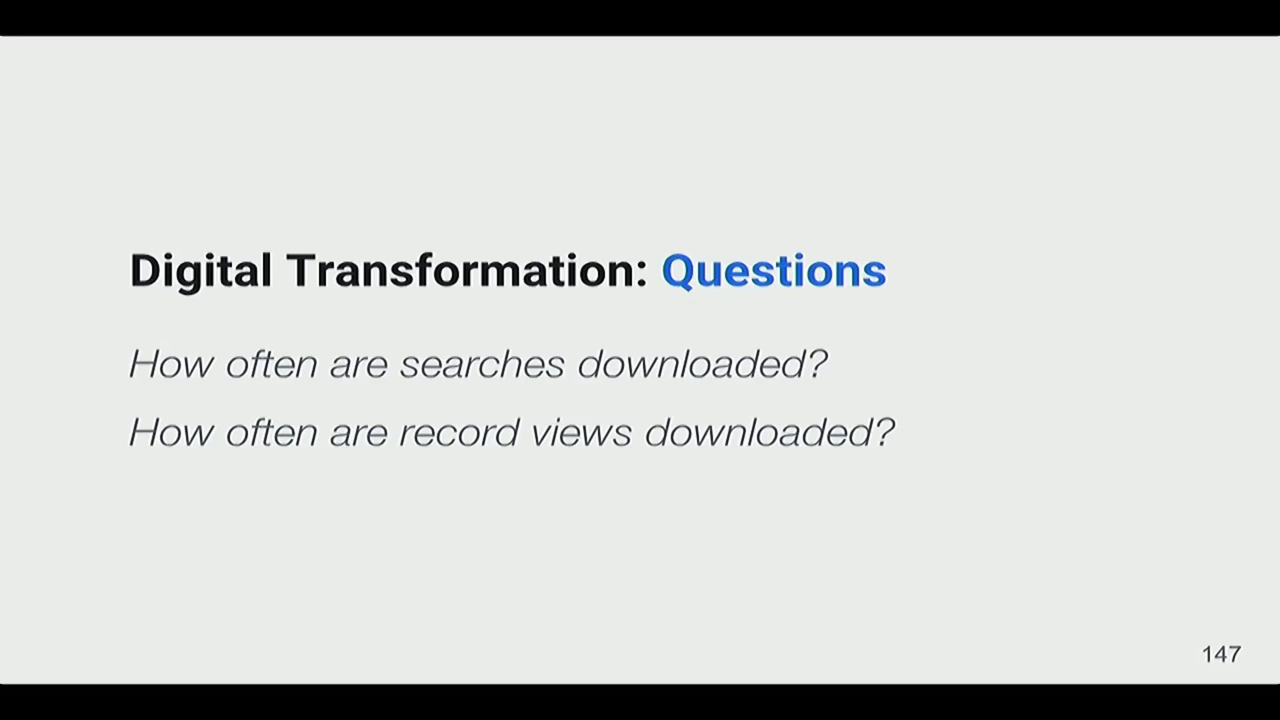 Digital Transformation: Questions
How often are searches downloaded?
How often are record views downloaded?
147